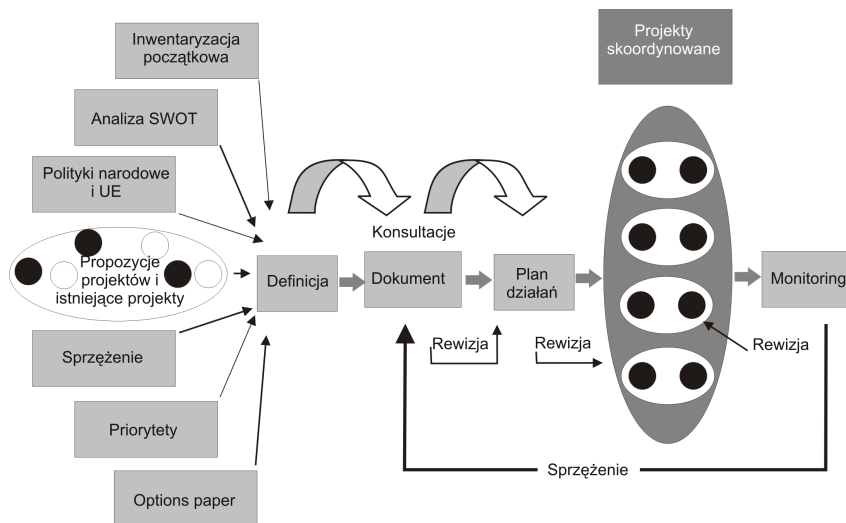 Inwentaryzacja
początkowa
Projekty
skoordynowane
Analiza SWOT
Polityki narodowe
i UE
Konsultacje
Propozycje
projektów i
istniejące projekty
Definicja
Dokument
Plan
działań
Monitoring
Sprzężenie
Rewizja
Rewizja
Priorytety
Sprzężenie
Options paper